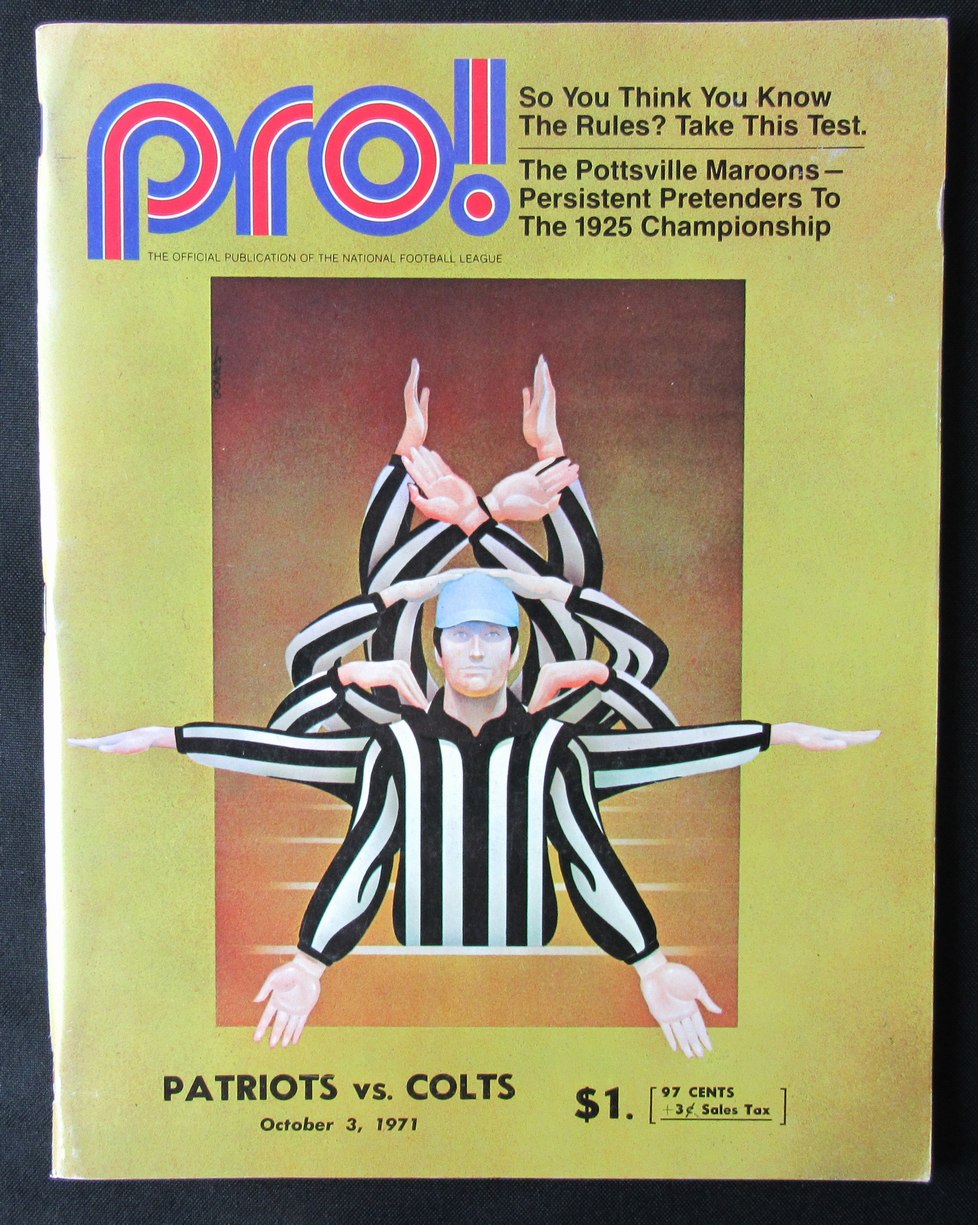 pro!
THE OFFICIAL PUBLICATION OF THE NATIONAL FOOTBALL LEAGUE
So You Think You Know
The Rules? Take This Test.
The Pottsville Maroons—
Persistent Pretenders To
The 1925 Championship
PATRIOTS vs. COLTS
October 3, 1971
$1.
97 CENTS
+3¢ Sales Tax